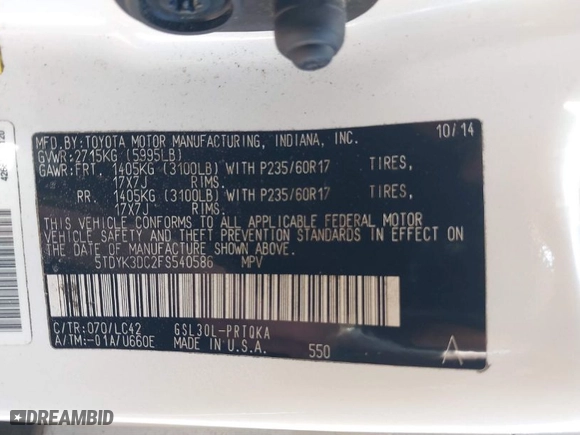 MFD.BY:TOYOTA MOTOR MANUFACTURING, INDIANA, INC. 10/14
GVWR:2715KG (5995LB)
GAWR:FRT. 1405KG (3100LB) WITH P235/60R17 TIRES,
17X7J RIMS.
RR. 1405KG (3100LB) WITH P235/60R17 TIRES,
17X7J RIMS.
THIS VEHICLE CONFORMS TO ALL APPLICABLE FEDERAL MOTOR
VEHICLE SAFETY AND THEFT PREVENTION STANDARDS IN EFFECT ON
THE DATE OF MANUFACTURE SHOWN ABOVE.
5TDYK3DC2FS540586 MPV
C/TR:070/LC42 GSL30L-PRTQKA
A/TM:-01A/U660E MADE IN U.S.A. 550 A
DREAMBID